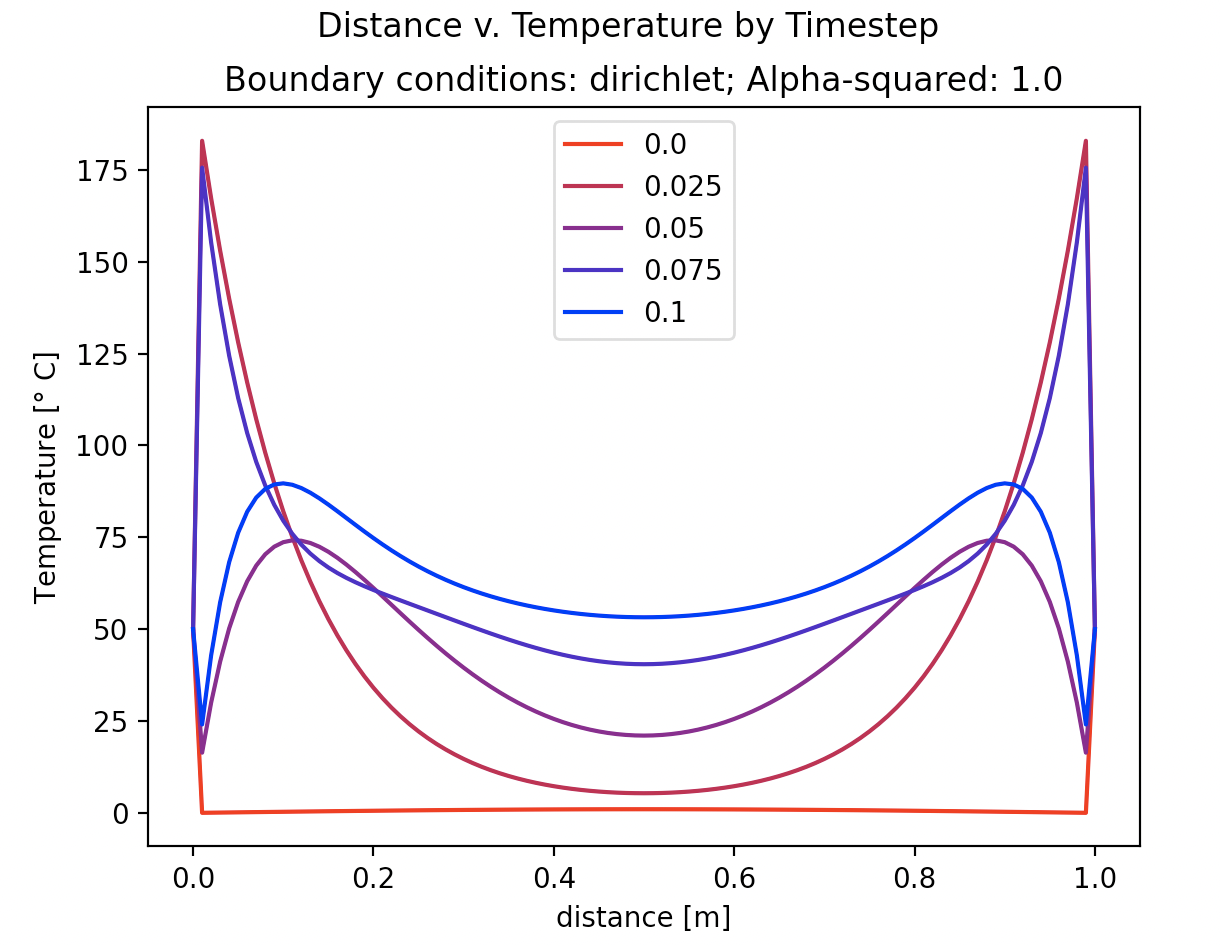 Distance v. Temperature by Timestep
Boundary conditions: dirichlet; Alpha-squared: 1.0
0.0
0.025
0.05
0.075
0.1
175
150
125
100
75
50
25
0
Temperature [° C]
0.0 0.2 0.4 0.6 0.8 1.0
distance [m]